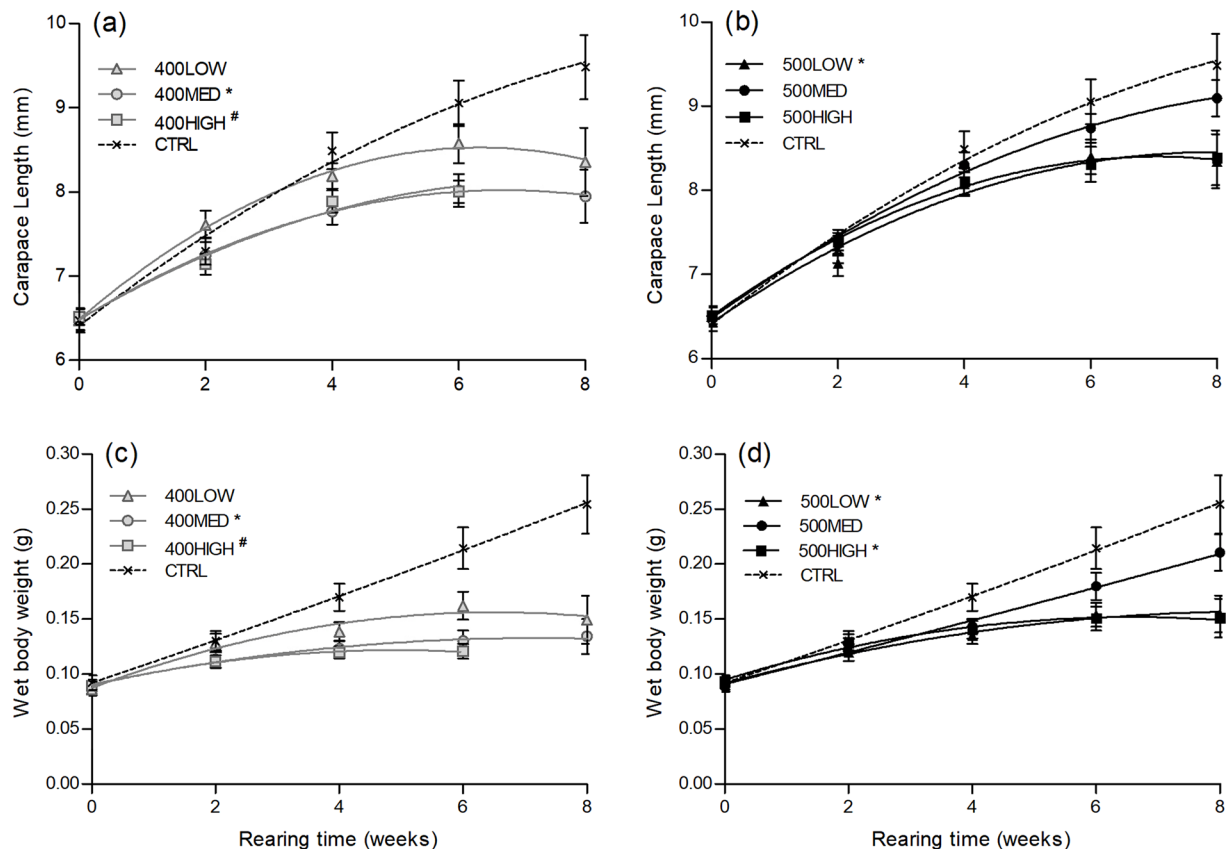 (a)
400LOW
400MED *
400HIGH #
CTRL
Carapace Length (mm)
10
9
8
7
6
0 2 4 6 8
(b)
500LOW *
500MED
500HIGH
CTRL
Carapace Length (mm)
10
9
8
7
6
0 2 4 6 8
(c)
400LOW
400MED *
400HIGH #
CTRL
Wet body weight (g)
0.30
0.25
0.20
0.15
0.10
0.05
0.00
0 2 4 6 8
Rearing time (weeks)
(d)
500LOW *
500MED
500HIGH *
CTRL
Wet body weight (g)
0.30
0.25
0.20
0.15
0.10
0.05
0.00
0 2 4 6 8
Rearing time (weeks)